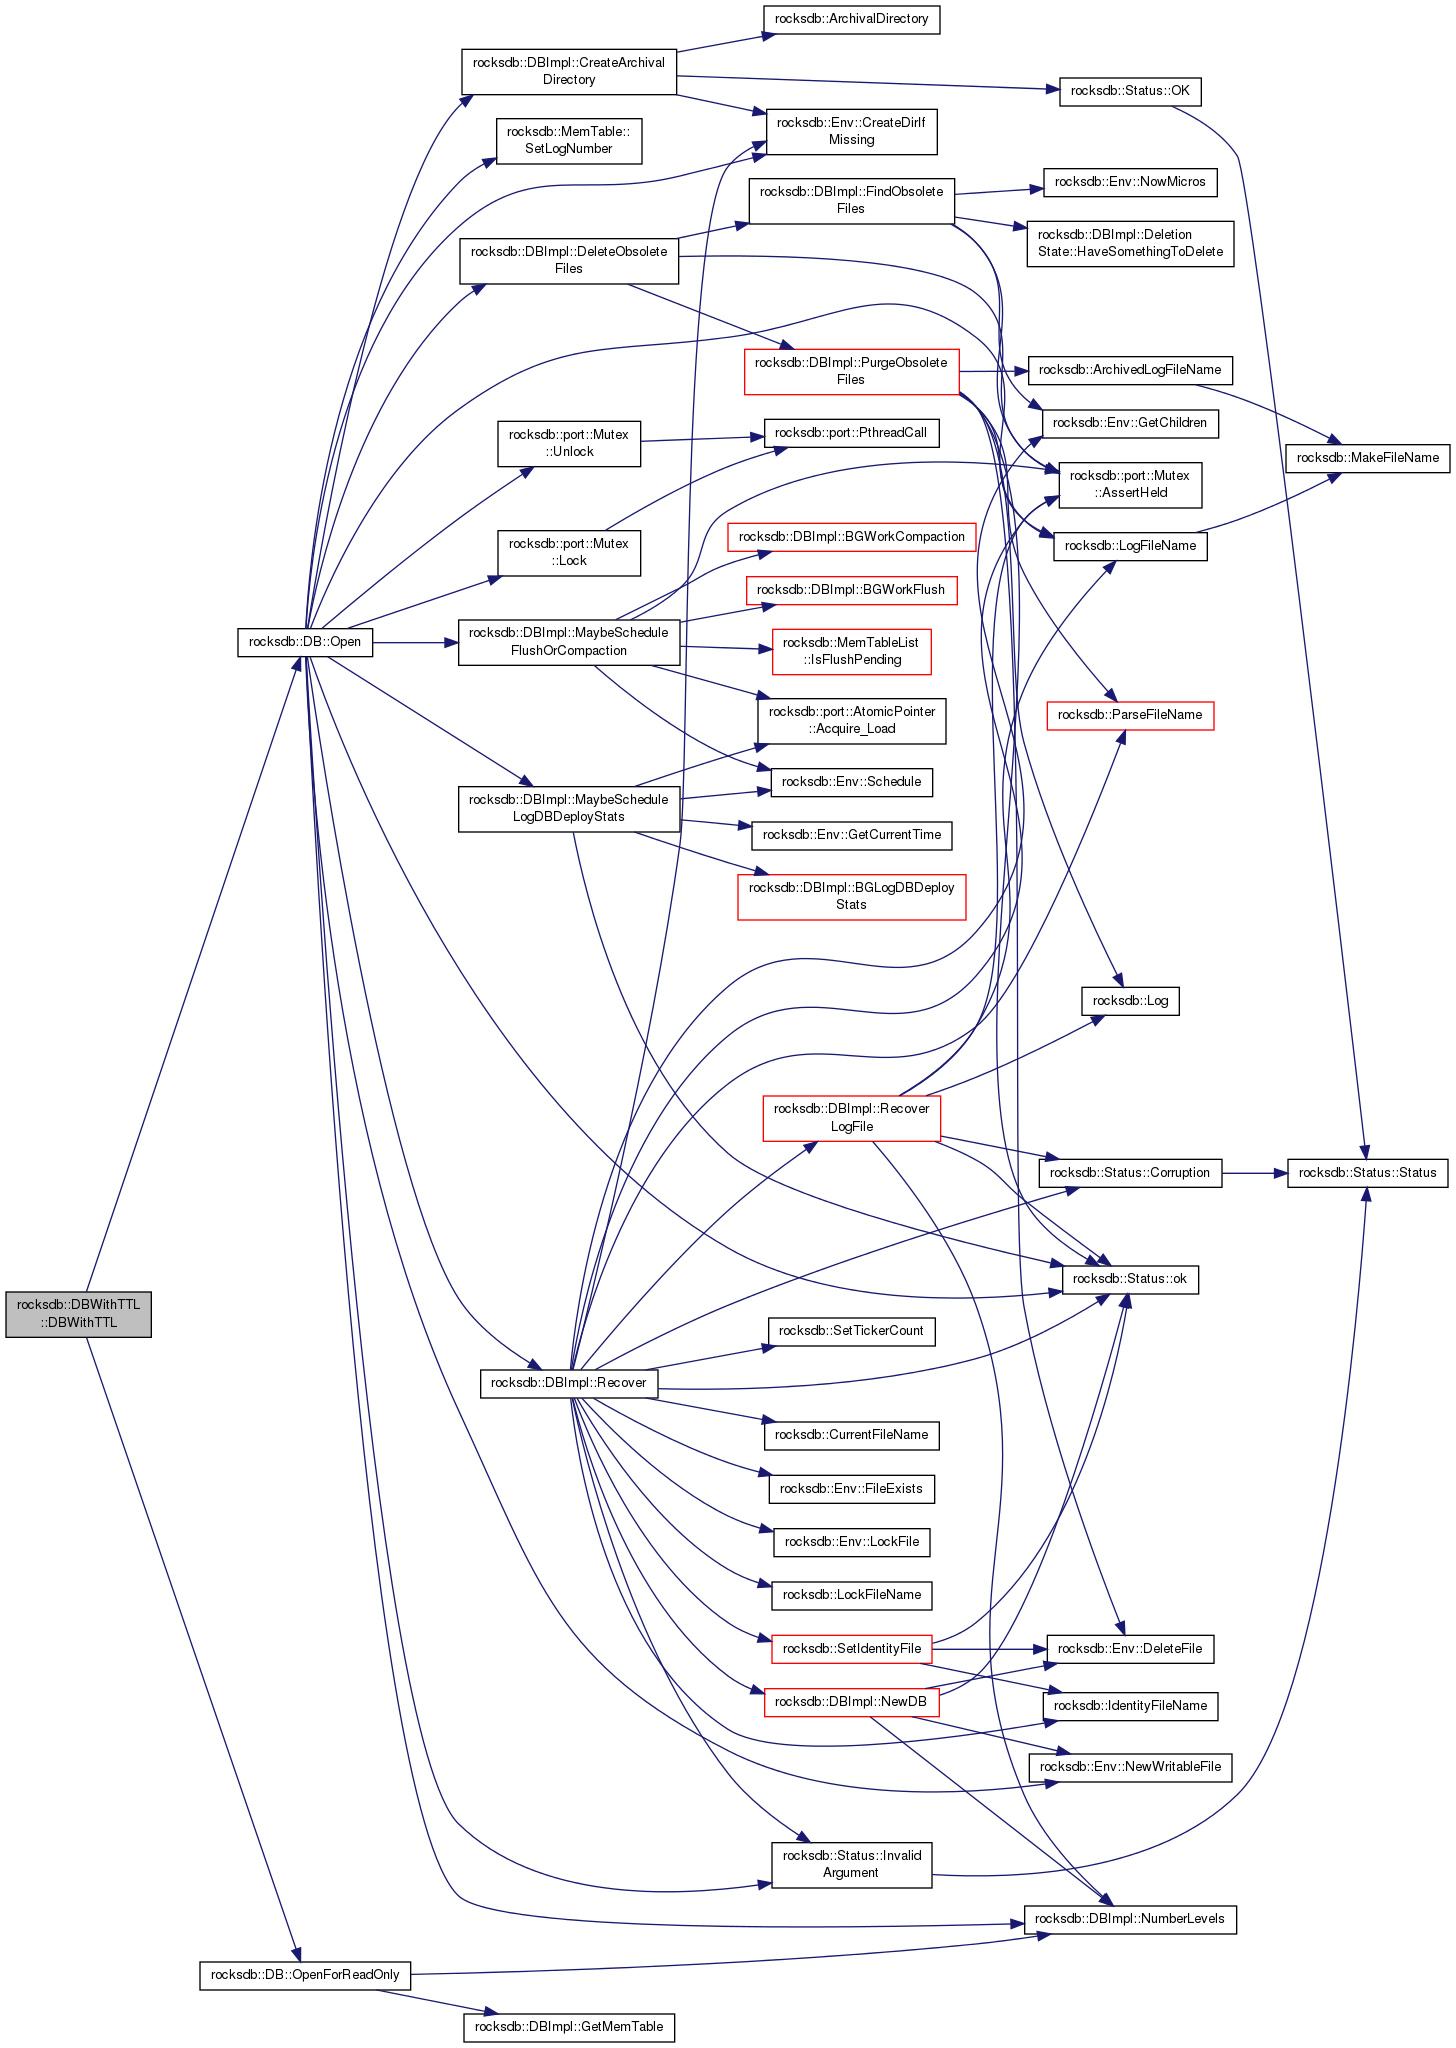 rocksdb::ArchivalDirectory
rocksdb::DBImpl::CreateArchival
Directory
rocksdb::Status::OK
rocksdb::Env::CreateDirIf
Missing
rocksdb::MemTable::
SetLogNumber
rocksdb::DBImpl::FindObsolete
Files
rocksdb::Env::NowMicros
rocksdb::DBImpl::Deletion
State::HaveSomethingToDelete
rocksdb::DBImpl::DeleteObsolete
Files
rocksdb::DBImpl::PurgeObsolete
Files
rocksdb::ArchivedLogFileName
rocksdb::Env::GetChildren
rocksdb::port::Mutex
::Unlock
rocksdb::port::PthreadCall
rocksdb::MakeFileName
rocksdb::port::Mutex
::AssertHeld
rocksdb::port::Mutex
::Lock
rocksdb::DBImpl::BGWorkCompaction
rocksdb::LogFileName
rocksdb::DBImpl::BGWorkFlush
rocksdb::DB::Open
rocksdb::DBImpl::MaybeSchedule
FlushOrCompaction
rocksdb::MemTableList
::IsFlushPending
rocksdb::port::AtomicPointer
::Acquire_Load
rocksdb::ParseFileName
rocksdb::Env::Schedule
rocksdb::DBImpl::MaybeSchedule
LogDBDeployStats
rocksdb::Env::GetCurrentTime
rocksdb::DBImpl::BGLogDBDeploy
Stats
rocksdb::Log
rocksdb::DBImpl::Recover
LogFile
rocksdb::Status::Corruption
rocksdb::Status::Status
rocksdb::Status::ok
rocksdb::DBWithTTL
::DBWithTTL
rocksdb::SetTickerCount
rocksdb::DBImpl::Recover
rocksdb::CurrentFileName
rocksdb::Env::FileExists
rocksdb::Env::LockFile
rocksdb::LockFileName
rocksdb::SetIdentityFile
rocksdb::Env::DeleteFile
rocksdb::DBImpl::NewDB
rocksdb::IdentityFileName
rocksdb::Env::NewWritableFile
rocksdb::Status::Invalid
Argument
rocksdb::DBImpl::NumberLevels
rocksdb::DB::OpenForReadOnly
rocksdb::DBImpl::GetMemTable